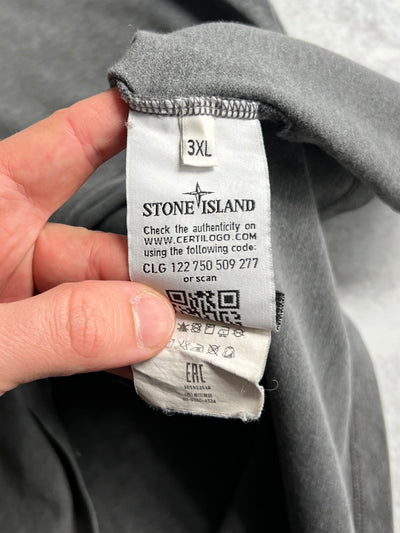 3XL
STONE ISLAND
Check the authenticity on
WWW.CERTILOGO.COM
using the following code:
CLG 122 750 509 277
or scan
EAC